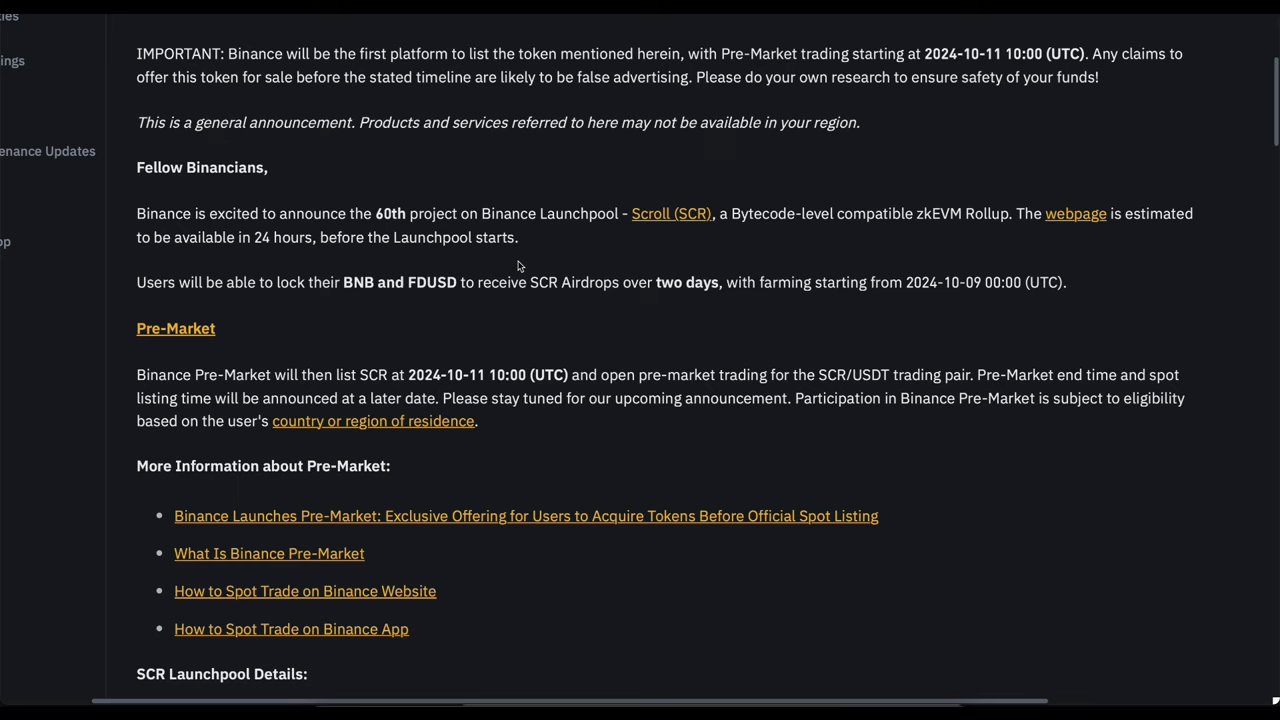 ies
IMPORTANT: Binance will be the first platform to list the token mentioned herein, with Pre-Market trading starting at 2024-10-11 10:00 (UTC). Any claims to
ings
offer this token for sale before the stated timeline are likely to be false advertising. Please do your own research to ensure safety of your funds!
This is a general announcement. Products and services referred to here may not be available in your region.
enance Updates
Fellow Binancians,
Binance is excited to announce the 60th project on Binance Launchpool - Scroll (SCR), a Bytecode-level compatible zkEVM Rollup. The webpage is estimated
op
to be available in 24 hours, before the Launchpool starts.
Users will be able to lock their BNB and FDUSD to receive SCR Airdrops over two days, with farming starting from 2024-10-09 00:00 (UTC).
Pre-Market
Binance Pre-Market will then list SCR at 2024-10-11 10:00 (UTC) and open pre-market trading for the SCR/USDT trading pair. Pre-Market end time and spot
listing time will be announced at a later date. Please stay tuned for our upcoming announcement. Participation in Binance Pre-Market is subject to eligibility
based on the user's country or region of residence.
More Information about Pre-Market:
Binance Launches Pre-Market: Exclusive Offering for Users to Acquire Tokens Before Official Spot Listing
What Is Binance Pre-Market
How to Spot Trade on Binance Website
How to Spot Trade on Binance App
SCR Launchpool Details: